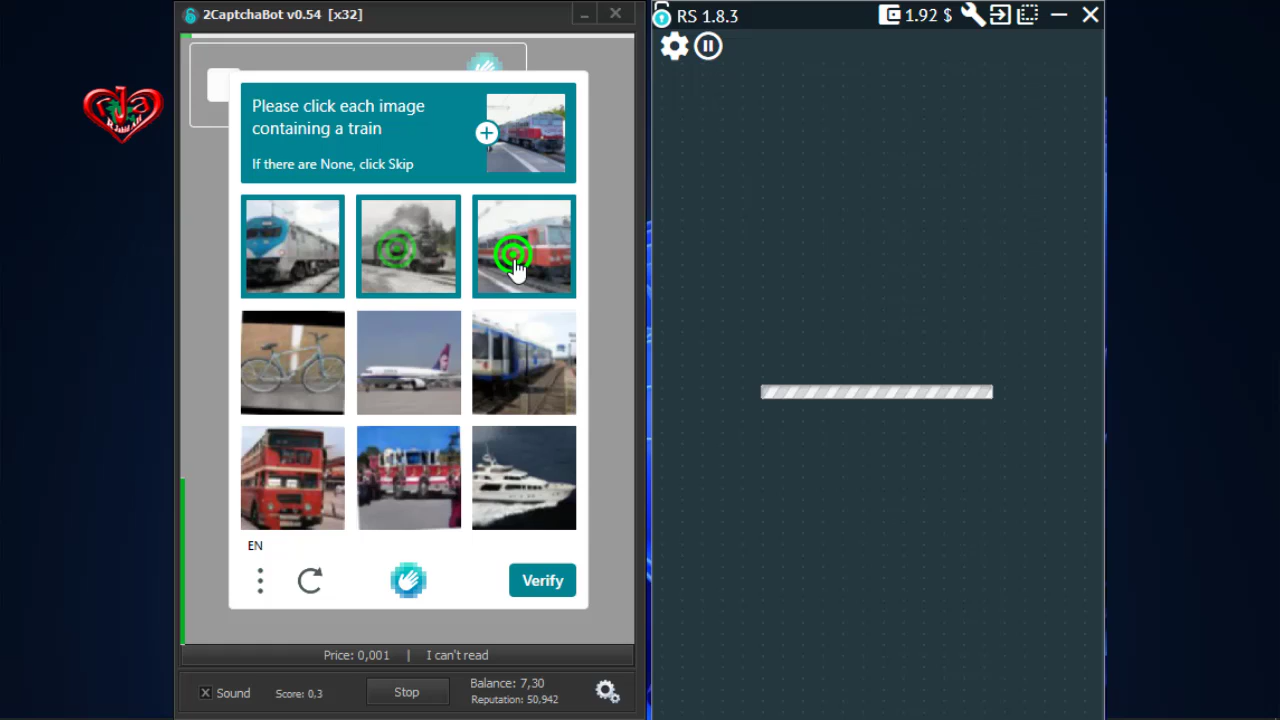 2CaptchaBot v0.54 [x32]
RS 1.8.3
1.92 $
Please click each image
containing a train
If there are None, click Skip
EN
Verify
Price: 0,001 | I can't read
Sound
Score: 0,3
Stop
Balance: 7,30
Reputation: 50,942